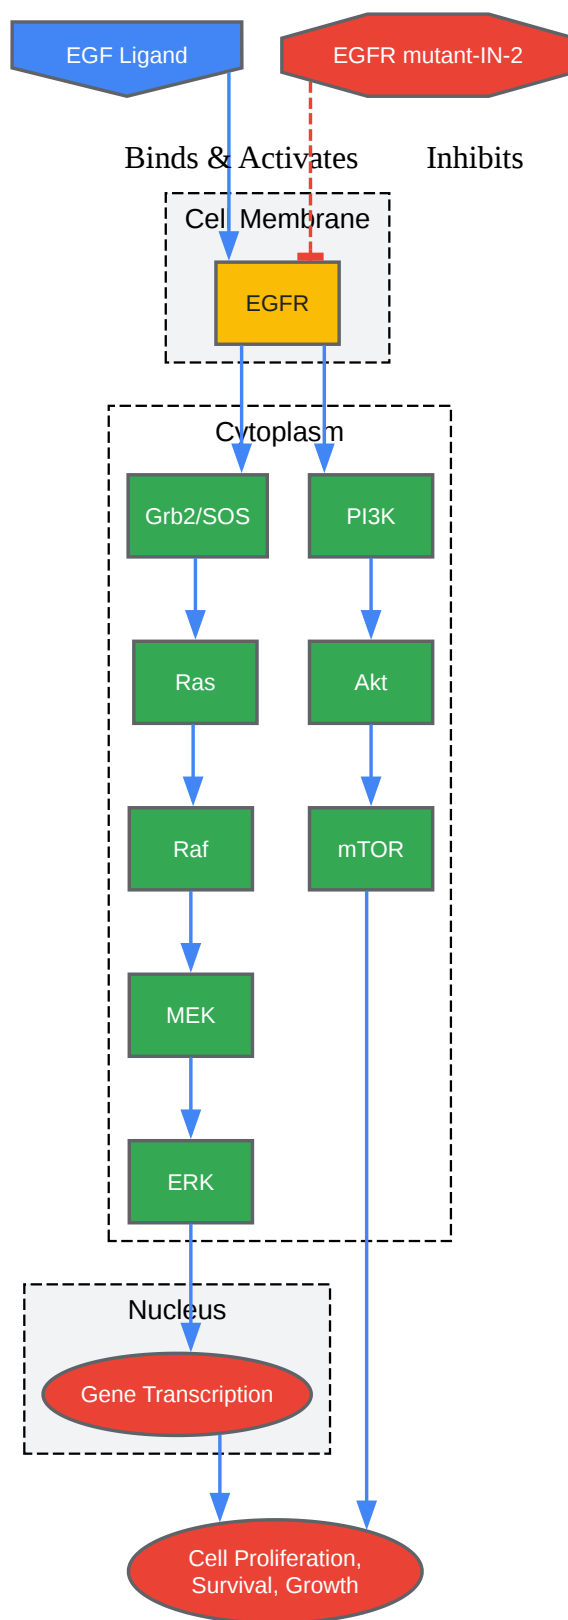 EGF Ligand
EGFR mutant-IN-2
Binds & Activates
Inhibits
Cell Membrane
EGFR
Cytoplasm
Grb2/SOS
PI3K
Ras
Akt
Raf
mTOR
MEK
ERK
Nucleus
Gene Transcription
Cell Proliferation,
Survival, Growth